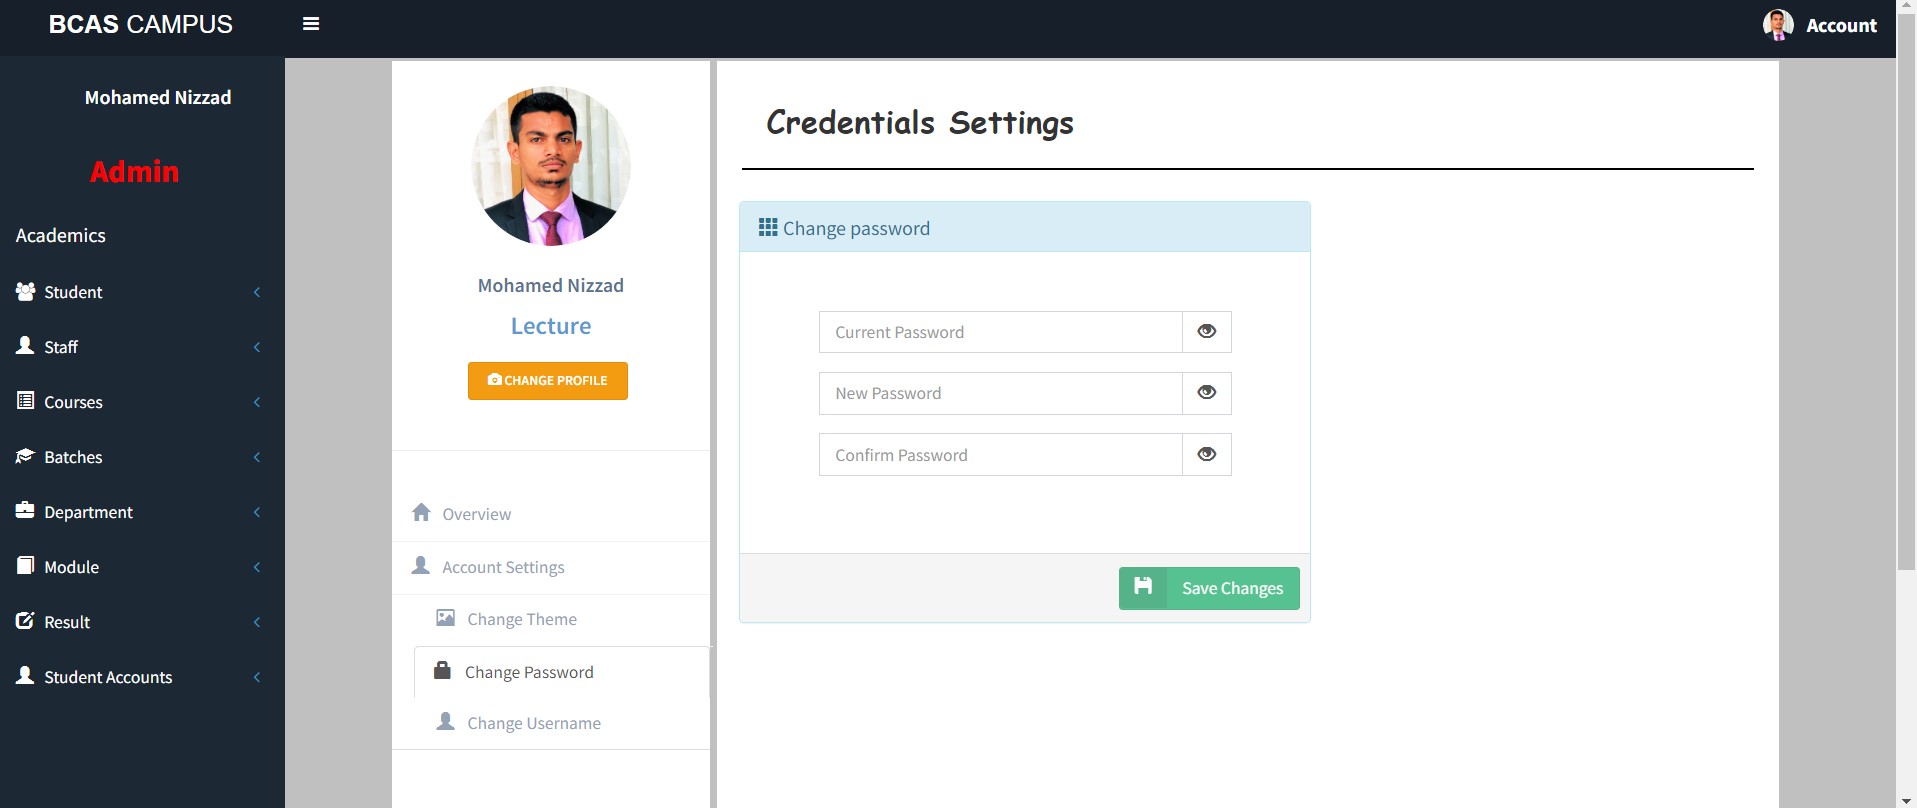 BCAS CAMPUS
Account
Mohamed Nizzad
Admin
Academics
Student
Staff
Courses
Batches
Department
Module
Result
Student Accounts
Mohamed Nizzad
Lecture
CHANGE PROFILE
Overview
Account Settings
Change Theme
Change Password
Change Username
Credentials Settings
Change password
Current Password
New Password
Confirm Password
Save Changes